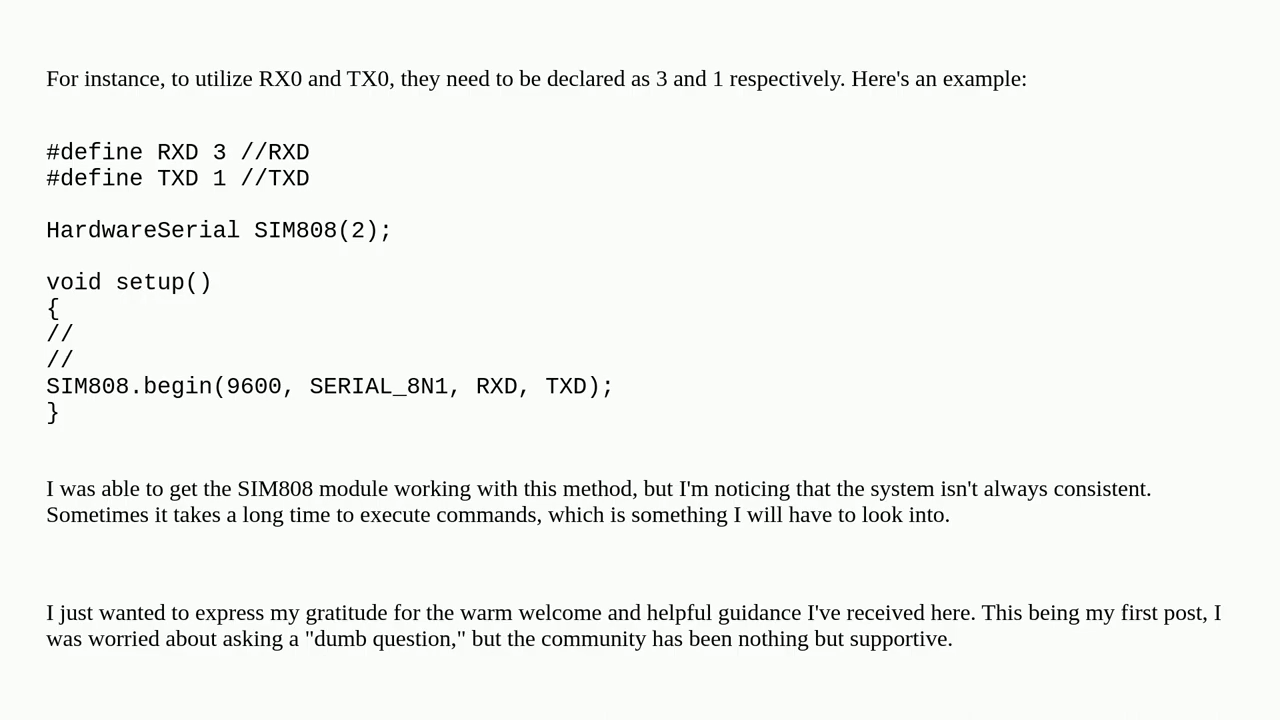 For instance, to utilize RX0 and TX0, they need to be declared as 3 and 1 respectively. Here's an example:
#define RXD 3 //RXD
#define TXD 1 //TXD
HardwareSerial SIM808(2);
void setup()
{
//
//
SIM808.begin(9600, SERIAL_8N1, RXD, TXD);
}
I was able to get the SIM808 module working with this method, but I'm noticing that the system isn't always consistent.
Sometimes it takes a long time to execute commands, which is something I will have to look into.
I just wanted to express my gratitude for the warm welcome and helpful guidance I've received here. This being my first post, I
was worried about asking a "dumb question," but the community has been nothing but supportive.